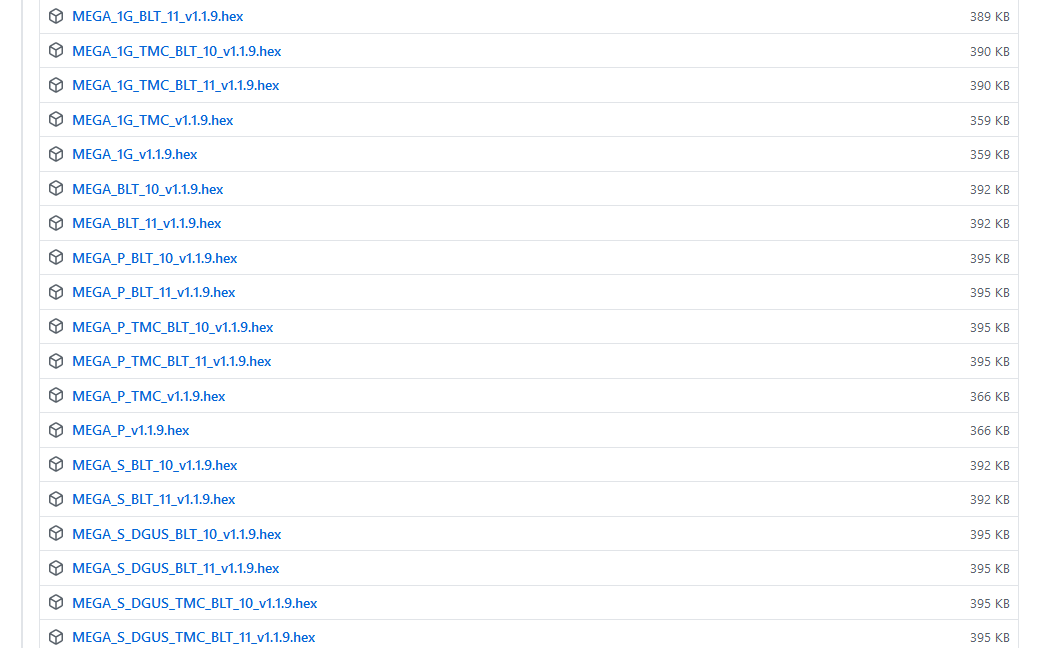 MEGA_1G_BLT_11_v1.1.9.hex 389 KB
MEGA_1G_TMC_BLT_10_v1.1.9.hex 390 KB
MEGA_1G_TMC_BLT_11_v1.1.9.hex 390 KB
MEGA_1G_TMC_v1.1.9.hex 359 KB
MEGA_1G_v1.1.9.hex 359 KB
MEGA_BLT_10_v1.1.9.hex 392 KB
MEGA_BLT_11_v1.1.9.hex 392 KB
MEGA_P_BLT_10_v1.1.9.hex 395 KB
MEGA_P_BLT_11_v1.1.9.hex 395 KB
MEGA_P_TMC_BLT_10_v1.1.9.hex 395 KB
MEGA_P_TMC_BLT_11_v1.1.9.hex 395 KB
MEGA_P_TMC_v1.1.9.hex 366 KB
MEGA_P_v1.1.9.hex 366 KB
MEGA_S_BLT_10_v1.1.9.hex 392 KB
MEGA_S_BLT_11_v1.1.9.hex 392 KB
MEGA_S_DGUS_BLT_10_v1.1.9.hex 395 KB
MEGA_S_DGUS_BLT_11_v1.1.9.hex 395 KB
MEGA_S_DGUS_TMC_BLT_10_v1.1.9.hex 395 KB
MEGA_S_DGUS_TMC_BLT_11_v1.1.9.hex 395 KB